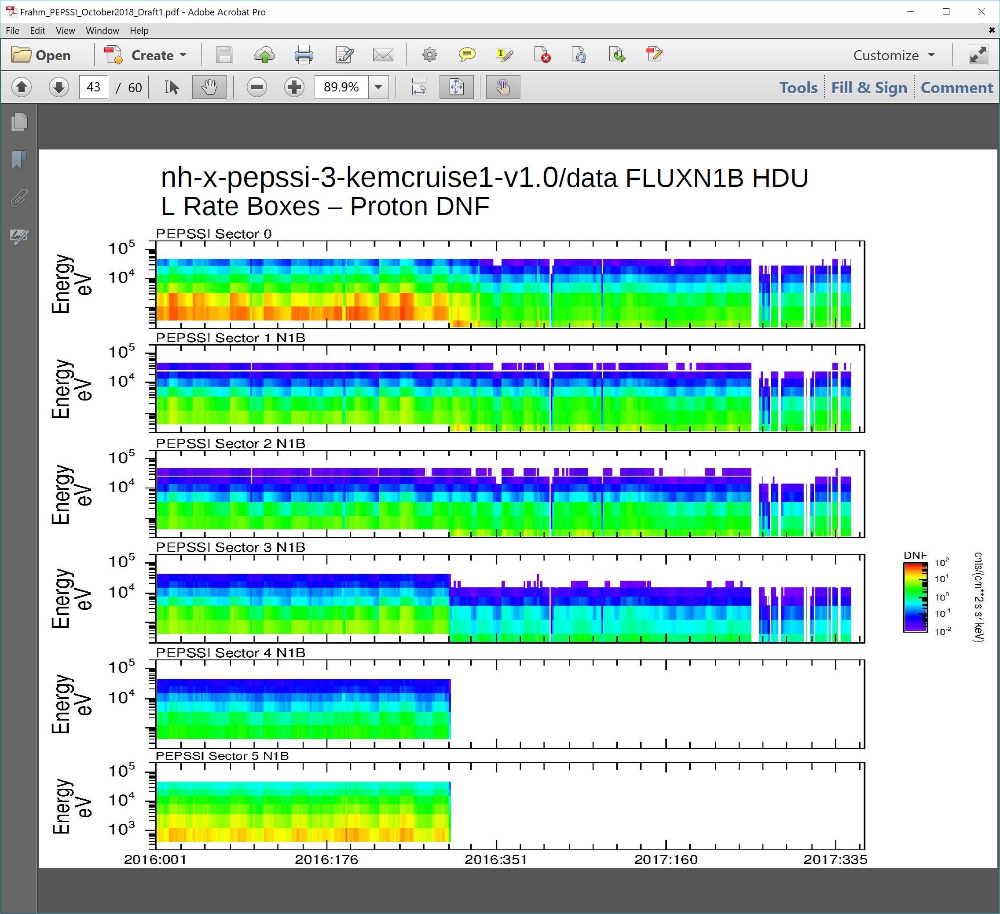 Frahm_PEPSSI_October2018_Draft1.pdf - Adobe Acrobat Pro
File Edit View Window Help
Open Create Customize
43 / 60 89.9% Tools Fill & Sign Comment
nh-x-pepssi-3-kemcruise1-v1.0/data FLUXN1B HDU
L Rate Boxes – Proton DNF
PEPSSI Sector 0
10^5
10^4
Energy
eV
PEPSSI Sector 1 N1B
10^5
10^4
Energy
eV
PEPSSI Sector 2 N1B
10^5
10^4
Energy
eV
PEPSSI Sector 3 N1B
10^5
10^4
Energy
eV
DNF
10^2
10^1
10^0
10^-1
10^-2
cnts/(cm**2 s sr keV)
PEPSSI Sector 4 N1B
10^5
10^4
Energy
eV
PEPSSI Sector 5 N1B
10^5
10^4
10^3
Energy
eV
2016:001 2016:176 2016:351 2017:160 2017:335